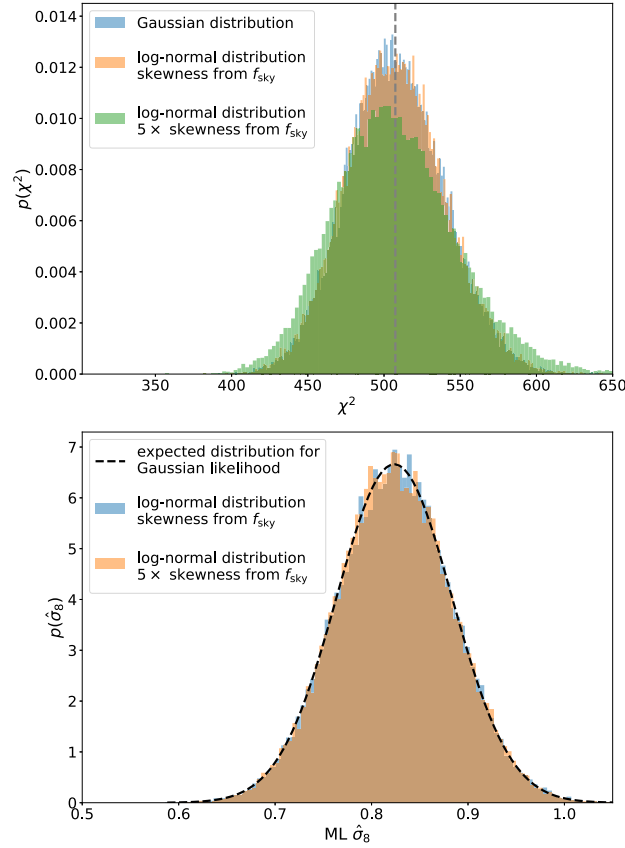 0.014
0.012
0.010
0.008
0.006
0.004
0.002
0.000
p(χ²)
Gaussian distribution
log-normal distribution
skewness from f_sky
log-normal distribution
5 × skewness from f_sky
350 400 450 500 550 600 650
χ²
7
6
5
4
3
2
1
0
p(σ̂₈)
expected distribution for
Gaussian likelihood
log-normal distribution
skewness from f_sky
log-normal distribution
5 × skewness from f_sky
0.5 0.6 0.7 0.8 0.9 1.0
ML σ̂₈